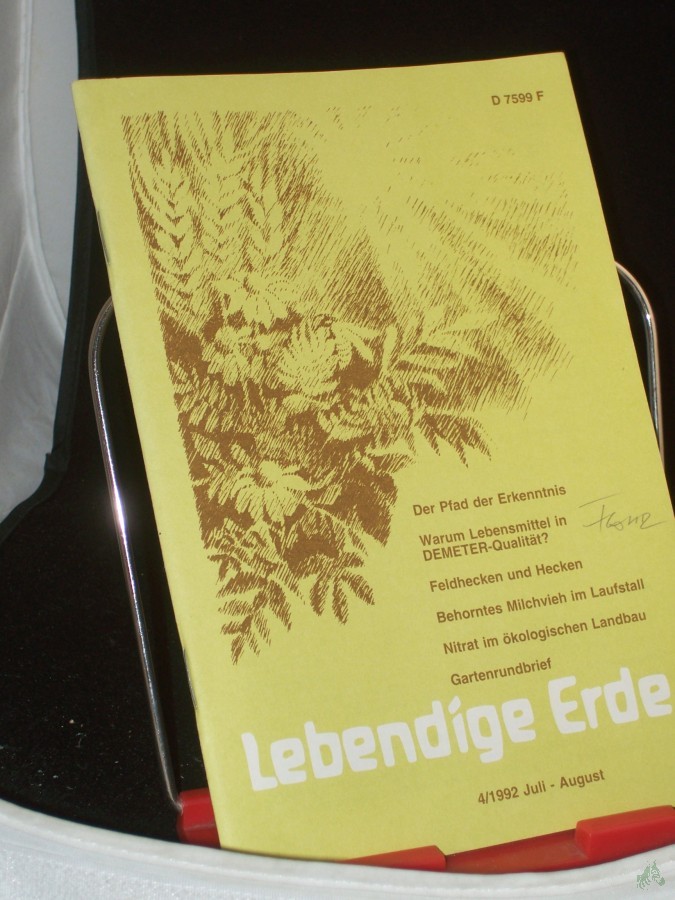 D 7599 F
Der Pfad der Erkenntnis
Warum Lebensmittel in
DEMETER-Qualität?
Feldhecken und Hecken
Behorntes Milchvieh im Laufstall
Nitrat im ökologischen Landbau
Gartenrundbrief
Lebendige Erde
4/1992 Juli - August